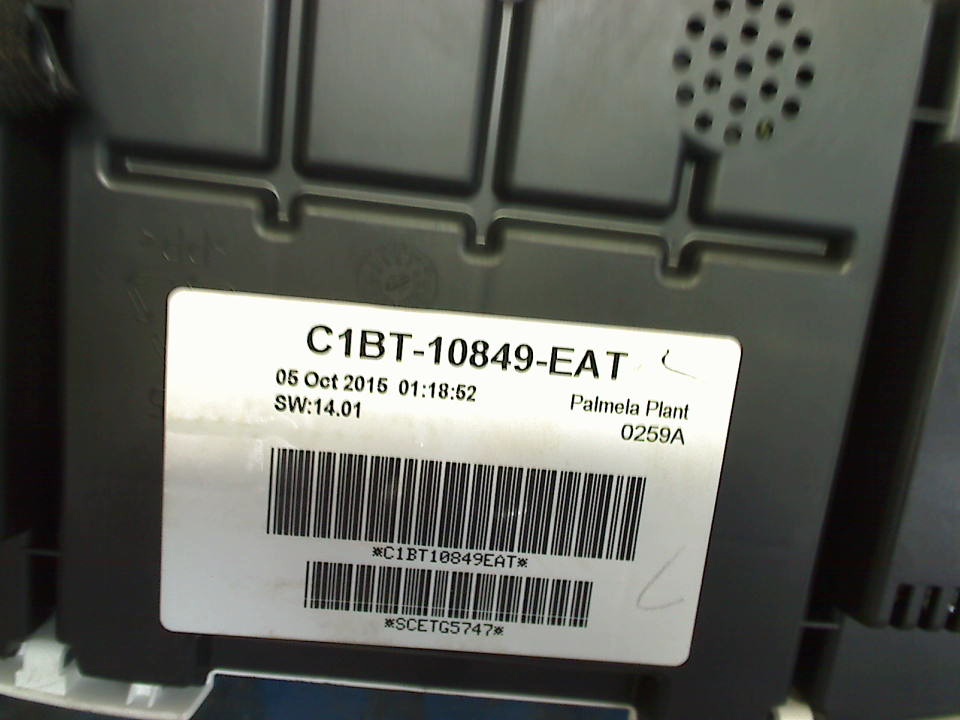 C1BT-10849-EAT
05 Oct 2015 01:18:52
SW:14.01
Palmela Plant
0259A
*C1BT10849EAT*
*SCETG5747*